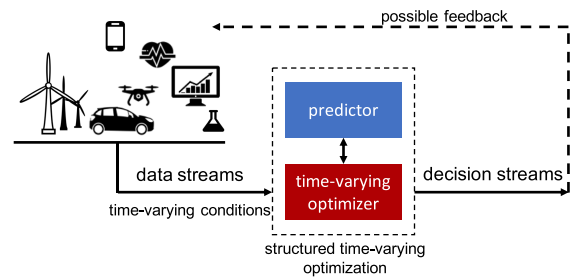 possible feedback
predictor
data streams
time-varying conditions
time-varying
optimizer
decision streams
structured time-varying
optimization